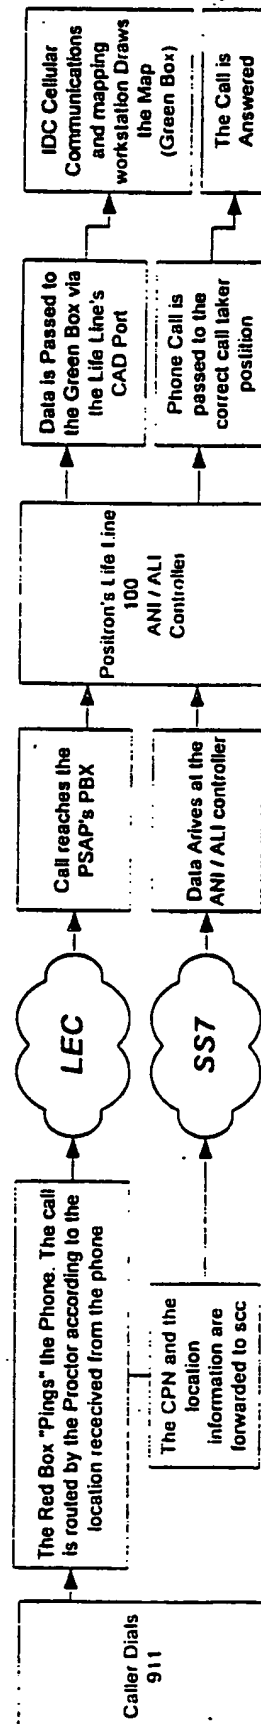 Caller Dials
911
The Red Box "Pings" the Phone. The call
is routed by the Proctor according to the
location rececived from the phone
The CPN and the
location
information are
forwarded to scc
LEC
SS7
Call reaches the
PSAP's PBX
Data Arives at the
ANI / ALI controller
Positron's Life Line
100
ANI / ALI
Controller
Data is Passed to
the Green Box via
the Life Line's
CAD Port
Phone Call is
passed to the
correct call taker
postition
IDC Cellular
Communications
and mapping
workstation Draws
the Map
(Green Box)
The Call is
Answered